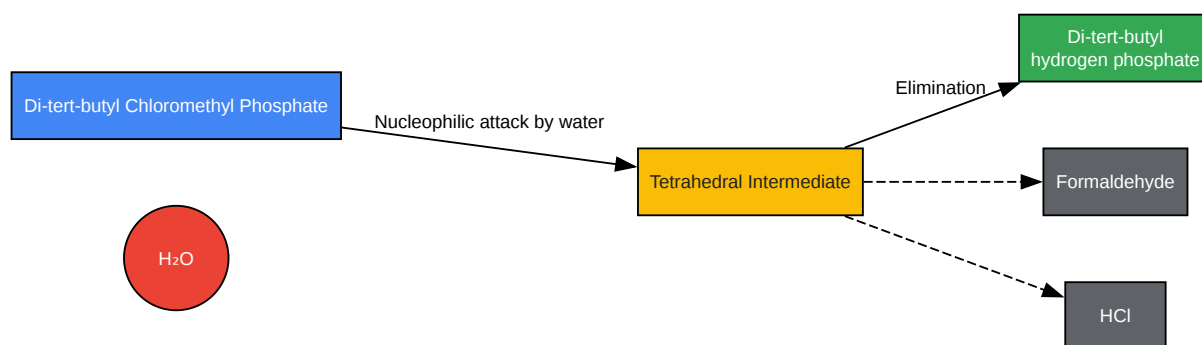 Di-tert-butyl Chloromethyl Phosphate
Nucleophilic attack by water
H₂O
Tetrahedral Intermediate
Elimination
Di-tert-butyl
hydrogen phosphate
Formaldehyde
HCl